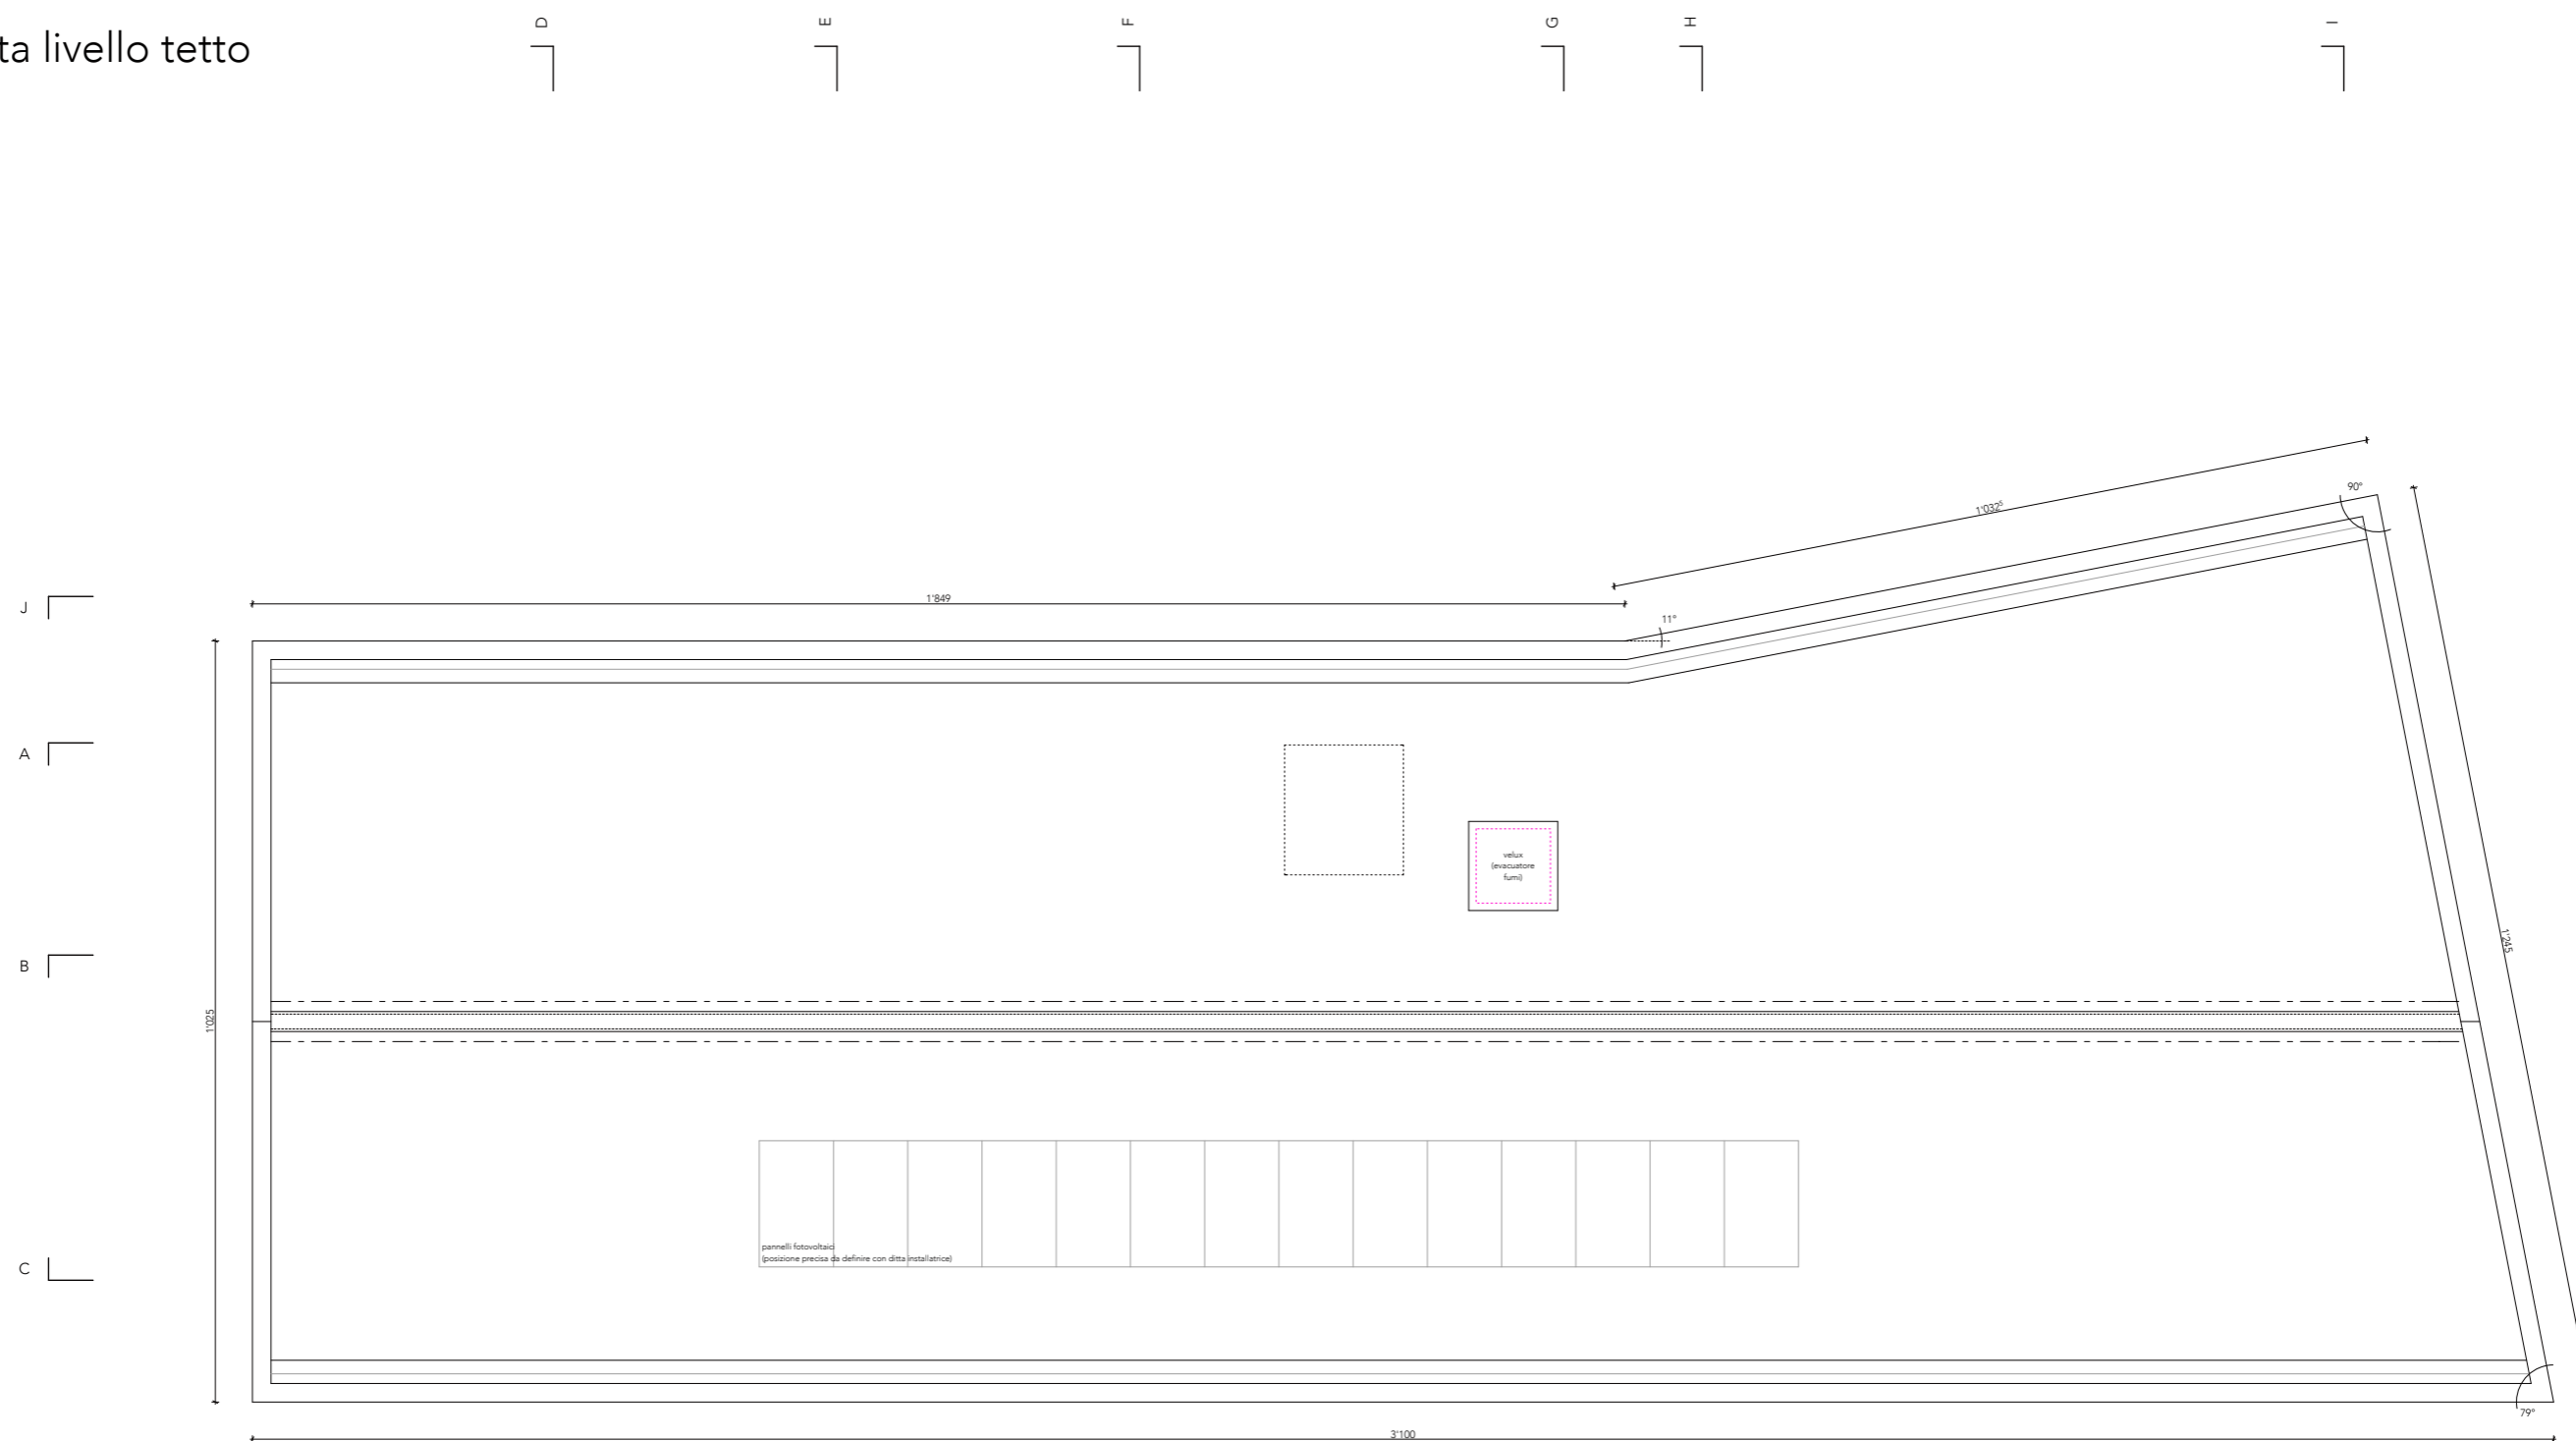 D
E
F
G
H
I
ta livello tetto
90°
1'032⁵
1'849
J
11°
A
velux
(evacuatore
fumi)
1'245
B
1'025
pannelli fotovoltaici
(posizione precisa da definire con ditta installatrice)
C
79°
3'100